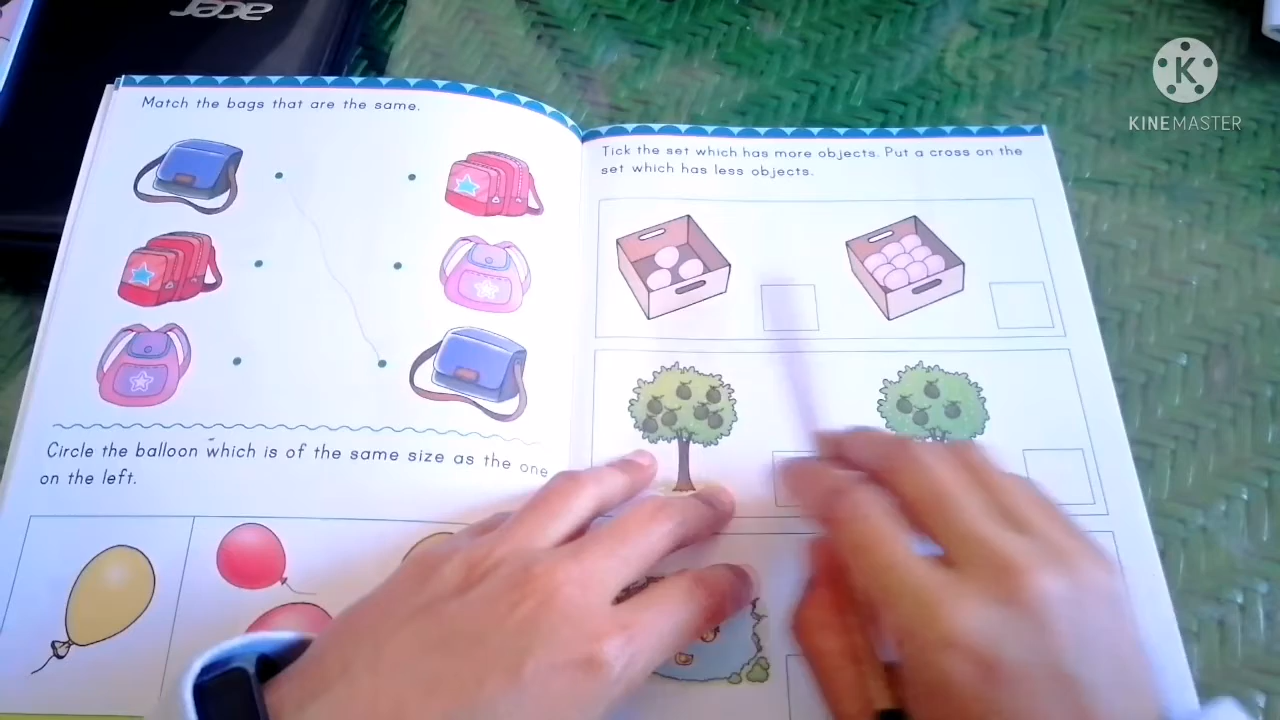 acer
K
KINEMASTER
Match the bags that are the same.
Circle the balloon which is of the same size as the one
on the left.
Tick the set which has more objects. Put a cross on the
set which has less objects.